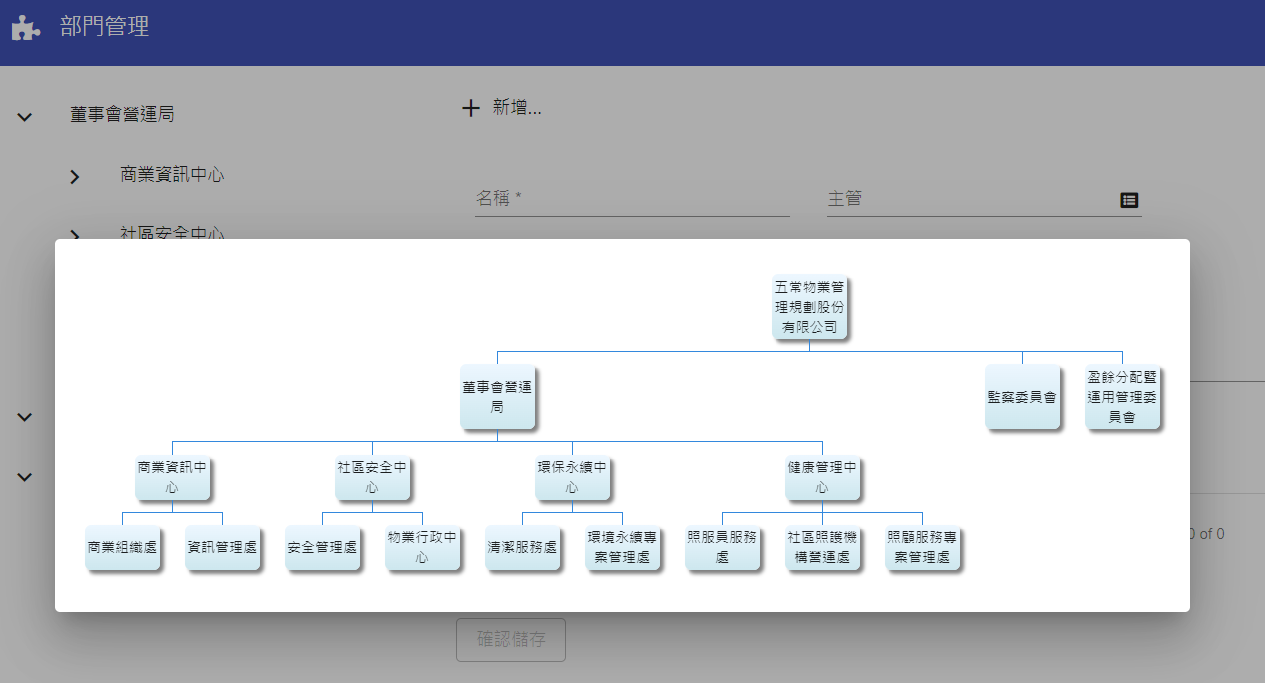 部門管理
董事會營運局
新增...
商業資訊中心
名稱 *
主管
社區安全中心
五常物業管
理規劃股份
有限公司
董事會營運
局
監察委員會
盈餘分配暨
運用管理委
員會
商業資訊中
心
社區安全中
心
環保永續中
心
健康管理中
心
商業組織處
資訊管理處
安全管理處
物業行政中
心
清潔服務處
環境永續專
案管理處
照服員服務
處
社區照護機
構營運處
照顧服務專
案管理處
0 of 0
確認儲存